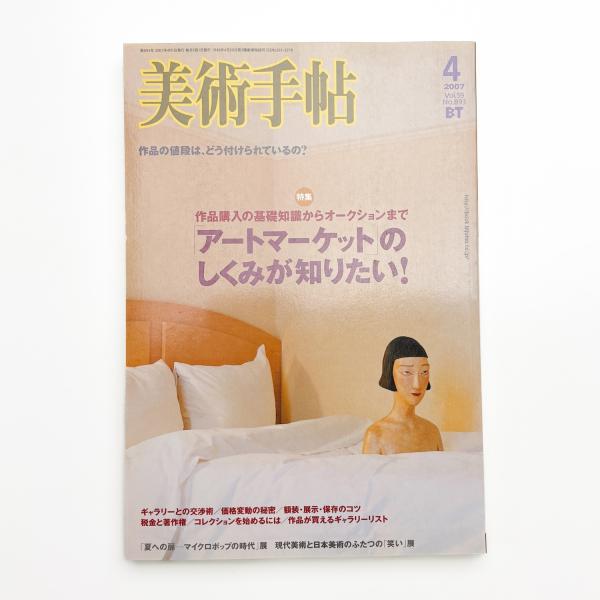 美術手帖
4
2007
Vol.59
No.893
BT
作品の値段は、どう付けられているの?
特集
作品購入の基礎知識からオークションまで
「アートマーケット」の
しくみが知りたい!
ギャラリーとの交渉術/価格変動の秘密/額装・展示・保存のコツ
税金と著作権/コレクションを始めるには/作品が買えるギャラリーリスト
「夏への扉―マイクロポップの時代」展 現代美術と日本美術のふたつの「笑い」展